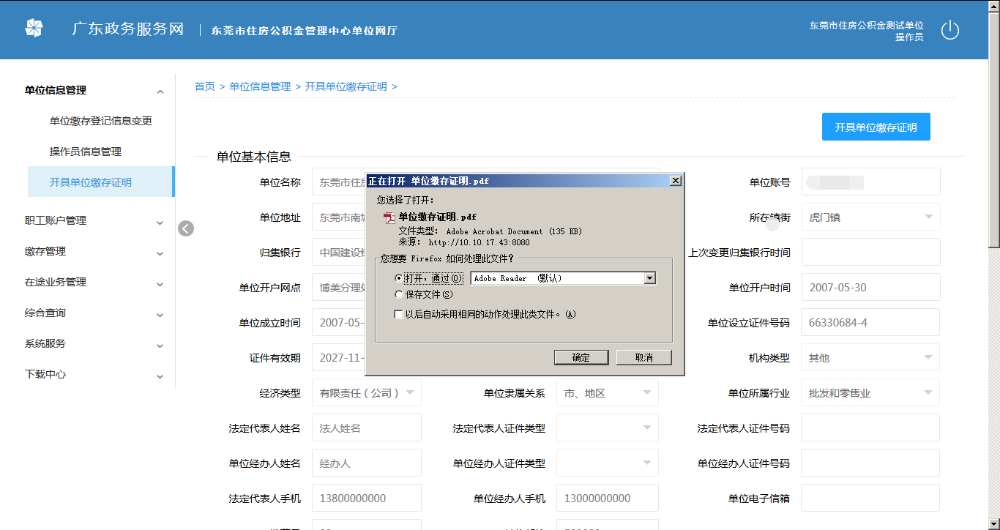 广东政务服务网
东莞市住房公积金管理中心单位网厅
东莞市住房公积金测试单位
操作员
单位信息管理
单位缴存登记信息变更
操作员信息管理
开具单位缴存证明
职工账户管理
缴存管理
在途业务管理
综合查询
系统服务
下载中心
首页 > 单位信息管理 > 开具单位缴存证明 >
开具单位缴存证明
单位基本信息
单位名称 东莞市住 单位账号
单位地址 东莞市南 所在镇街 虎门镇
归集银行 中国建设 上次变更归集银行时间
单位开户网点 博美分理 单位开户时间 2007-05-30
单位成立时间 2007-05- 单位设立证件号码 66330684-4
证件有效期 2027-11- 机构类型 其他
经济类型 有限责任（公司） 单位隶属关系 市、地区 单位所属行业 批发和零售业
法定代表人姓名 法人姓名 法定代表人证件类型 法定代表人证件号码
单位经办人姓名 经办人 单位经办人证件类型 单位经办人证件号码
法定代表人手机 13800000000 单位经办人手机 13000000000 单位电子信箱
正在打开 单位缴存证明.pdf
您选择了打开：
单位缴存证明.pdf
文件类型： Adobe Acrobat Document (135 KB)
来源： http://10.10.17.43:8080
您想要 Firefox 如何处理此文件？
打开，通过(O) Adobe Reader （默认）
保存文件(S)
以后自动采用相同的动作处理此类文件。(A)
确定 取消